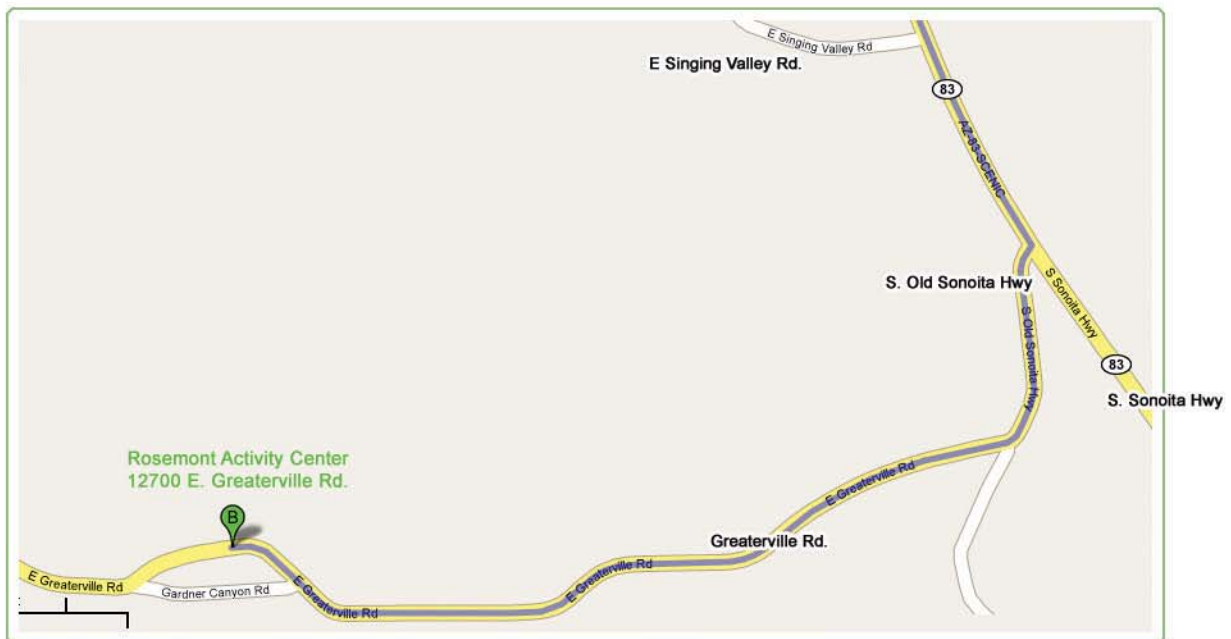 E Singing Valley Rd
E Singing Valley Rd.
83
AZ-83 SCENIC
S. Old Sonoita Hwy
S Sonoita Hwy
S Old Sonoita Hwy
83
S. Sonoita Hwy
Rosemont Activity Center
12700 E. Greaterville Rd.
E Greaterville Rd
B
Greaterville Rd.
E Greaterville Rd
E Greaterville Rd
E Greaterville Rd
Gardner Canyon Rd
E Greaterville Rd